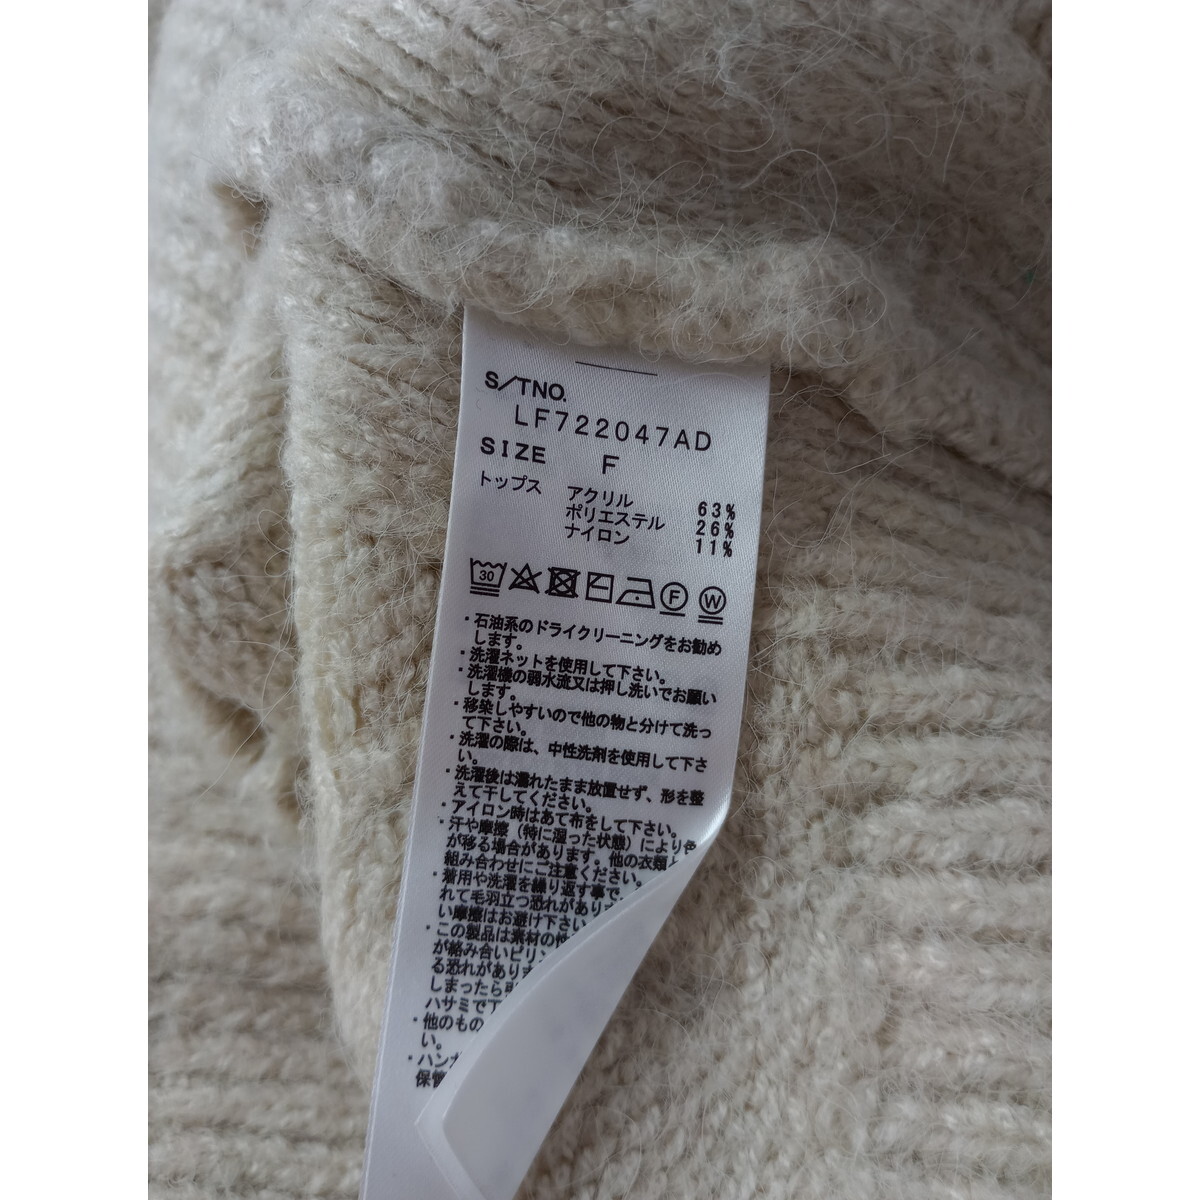 S/TNO.
LF722047AD
SIZE F
トップス アクリル 63%
ポリエステル 26%
ナイロン 11%
30 F W
・石油系のドライクリーニングをお勧め
します。
・洗濯ネットを使用して下さい。
・洗濯機の弱水流又は押し洗いでお願い
します。
・移染しやすいので他の物と分けて洗っ
て下さい。
・洗濯の際は、中性洗剤を使用して下さ
い。
・洗濯後は濡れたまま放置せず、形を整
えて干してください。
・アイロン時はあて布をして下さい。
・汗や摩擦（特に湿った状態）により色
が移る場合があります。他の衣類と
組み合わせにご注意ください。
・着用や洗濯を繰り返す事で
れて毛羽立つ恐れがあります
い摩擦はお避け下さい
・この製品は素材の
が絡み合いピリン
る恐れがあり
しまったら
ハサミで
・他のもの
い。
・ハンガ
保管